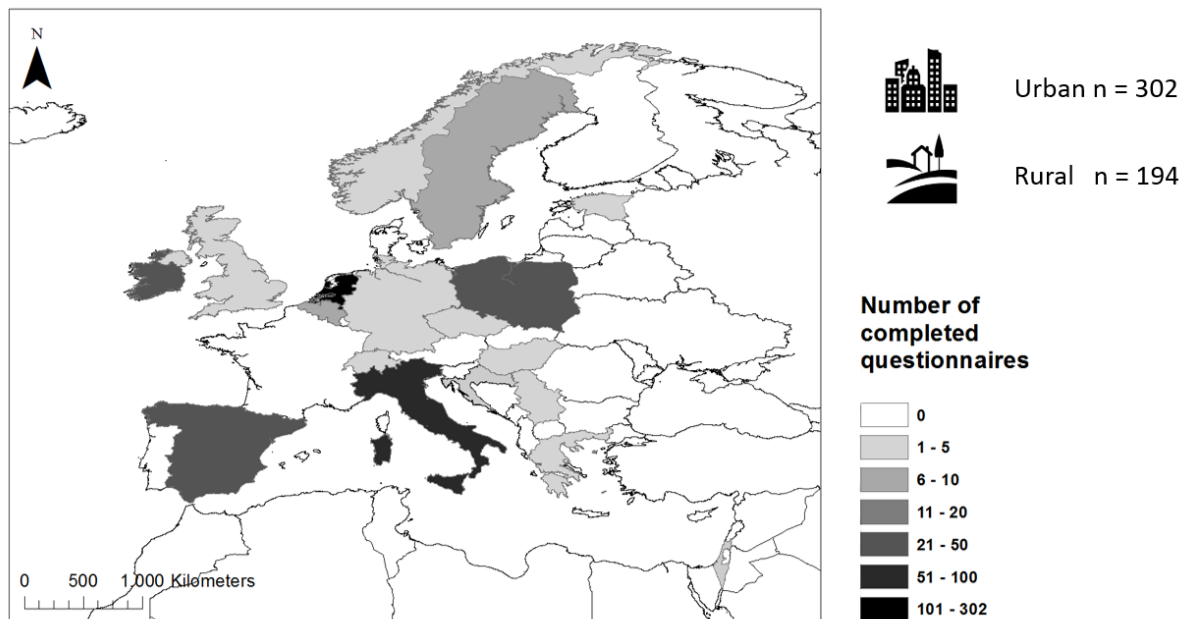 N
Urban n = 302
Rural n = 194
Number of
completed
questionnaires
0
1 - 5
6 - 10
11 - 20
21 - 50
51 - 100
101 - 302
0 500 1,000 Kilometers